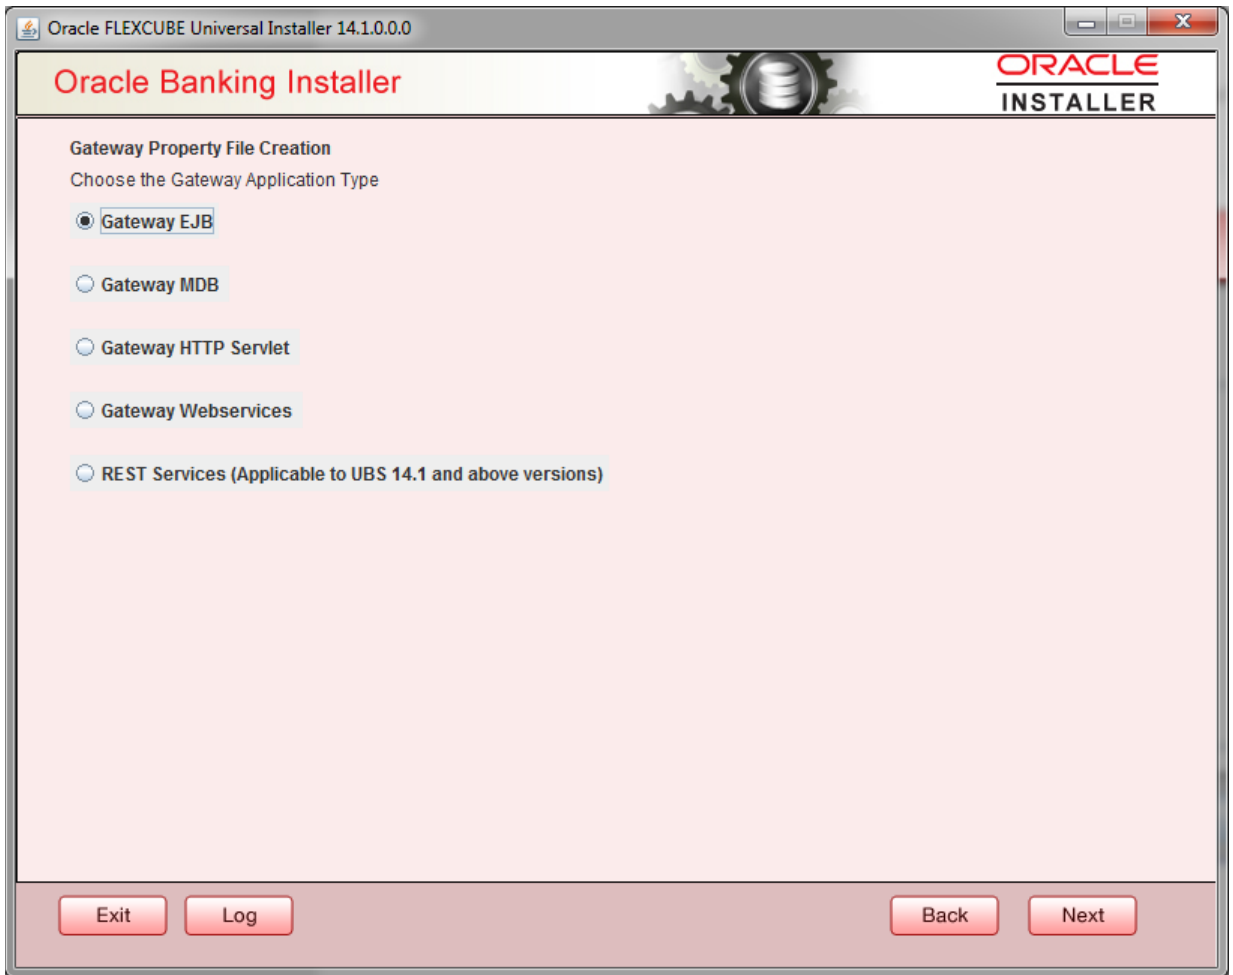 Oracle FLEXCUBE Universal Installer 14.1.0.0.0
Oracle Banking Installer
ORACLE
INSTALLER
Gateway Property File Creation
Choose the Gateway Application Type
Gateway EJB
Gateway MDB
Gateway HTTP Servlet
Gateway Webservices
REST Services (Applicable to UBS 14.1 and above versions)
Exit Log Back Next